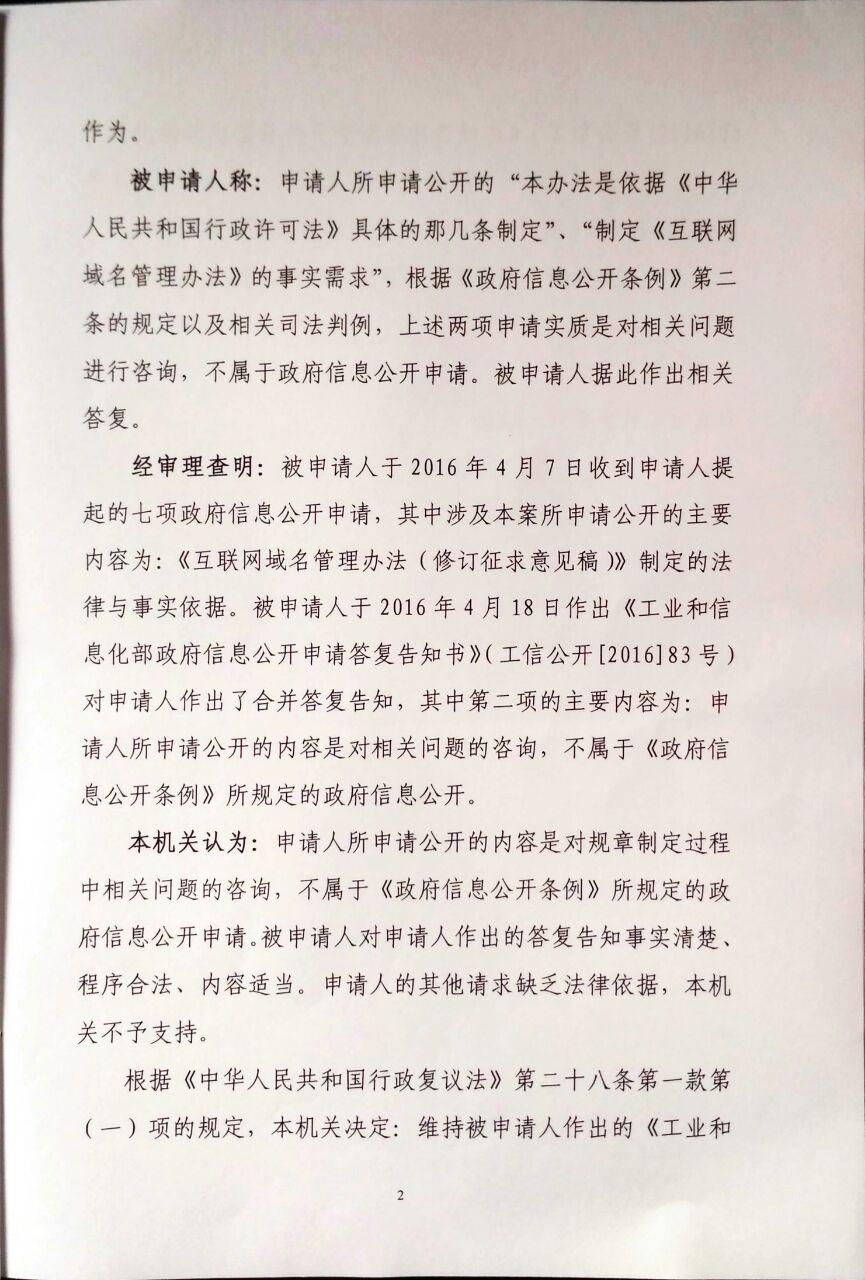 作为。
被申请人称：申请人所申请公开的“本办法是依据《中华
人民共和国行政许可法》具体的那几条制定”、“制定《互联网
域名管理办法》的事实需求”，根据《政府信息公开条例》第二
条的规定以及相关司法判例，上述两项申请实质是对相关问题
进行咨询，不属于政府信息公开申请。被申请人据此作出相关
答复。
经审理查明：被申请人于 2016 年 4 月 7 日收到申请人提
起的七项政府信息公开申请，其中涉及本案所申请公开的主要
内容为：《互联网域名管理办法（修订征求意见稿）》制定的法
律与事实依据。被申请人于 2016 年 4 月 18 日作出《工业和信
息化部政府信息公开申请答复告知书》（工信公开[2016]83 号）
对申请人作出了合并答复告知，其中第二项的主要内容为：申
请人所申请公开的内容是对相关问题的咨询，不属于《政府信
息公开条例》所规定的政府信息公开。
本机关认为：申请人所申请公开的内容是对规章制定过程
中相关问题的咨询，不属于《政府信息公开条例》所规定的政
府信息公开申请。被申请人对申请人作出的答复告知事实清楚、
程序合法、内容适当。申请人的其他请求缺乏法律依据，本机
关不予支持。
根据《中华人民共和国行政复议法》第二十八条第一款第
（一）项的规定，本机关决定：维持被申请人作出的《工业和
2